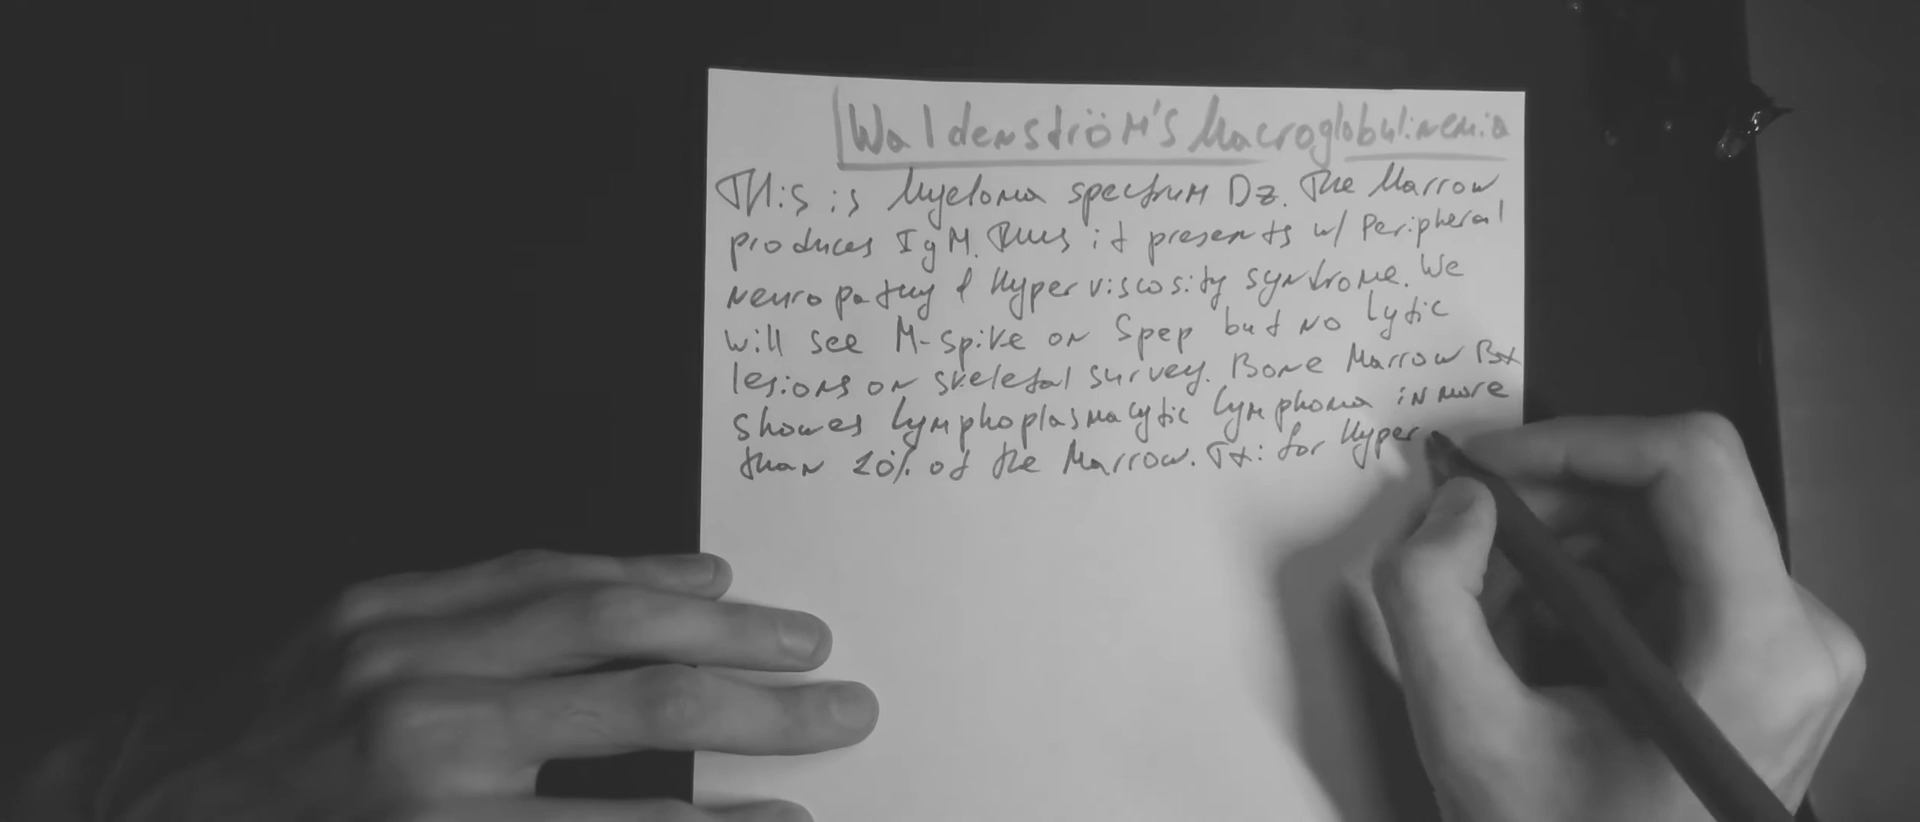 Waldenström's Macroglobulinemia
This is Myeloma spectrum Dz. The Marrow
produces IgM. Thus it presents w/ Peripheral
Neuropathy & Hyperviscosity syndrome. We
will see M-spike on Spep but no Lytic
lesions on skeletal survey. Bone Marrow Bx
showes Lymphoplasmacytic Lymphoma in more
than 10% of the Marrow. Tx: for Hyper